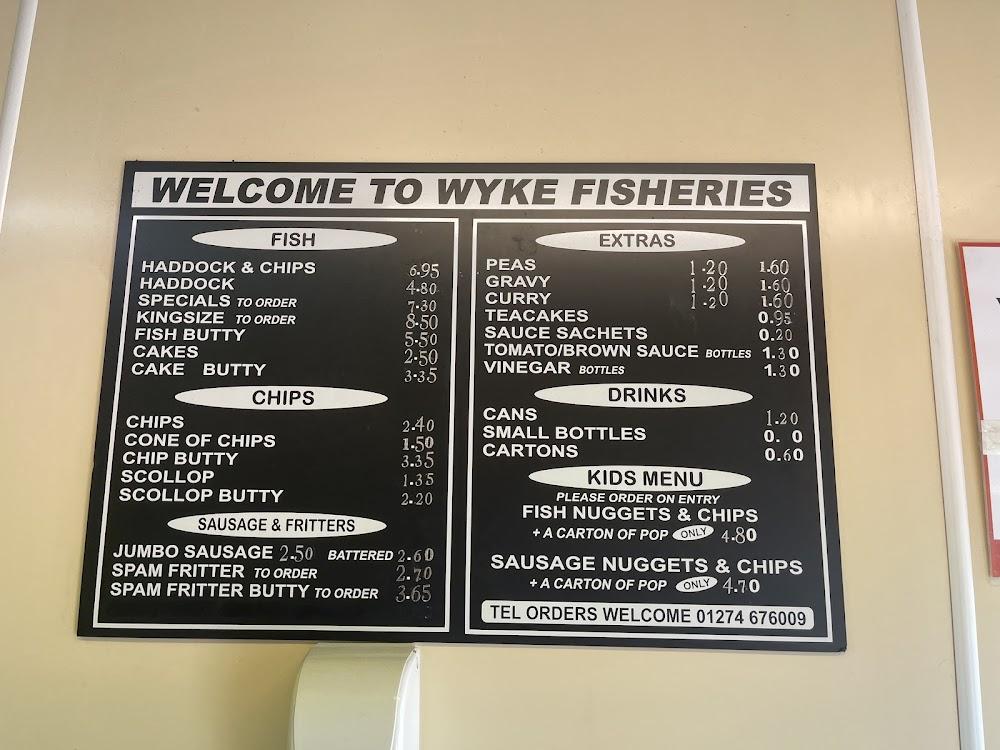 WELCOME TO WYKE FISHERIES
FISH
HADDOCK & CHIPS 6.95
HADDOCK 4.80
SPECIALS TO ORDER 7.30
KINGSIZE TO ORDER 8.50
FISH BUTTY 5.50
CAKES 2.50
CAKE BUTTY 3.35
CHIPS
CHIPS 2.40
CONE OF CHIPS 1.50
CHIP BUTTY 3.35
SCOLLOP 1.35
SCOLLOP BUTTY 2.20
SAUSAGE & FRITTERS
JUMBO SAUSAGE 2.50 BATTERED 2.60
SPAM FRITTER TO ORDER 2.70
SPAM FRITTER BUTTY TO ORDER 3.65
EXTRAS
PEAS 1.20 1.60
GRAVY 1.20 1.60
CURRY 1.20 1.60
TEACAKES 0.95
SAUCE SACHETS 0.20
TOMATO/BROWN SAUCE BOTTLES 1.30
VINEGAR BOTTLES 1.30
DRINKS
CANS 1.20
SMALL BOTTLES 0. 0
CARTONS 0.60
KIDS MENU
PLEASE ORDER ON ENTRY
FISH NUGGETS & CHIPS
+ A CARTON OF POP ONLY 4.80
SAUSAGE NUGGETS & CHIPS
+ A CARTON OF POP ONLY 4.70
TEL ORDERS WELCOME 01274 676009